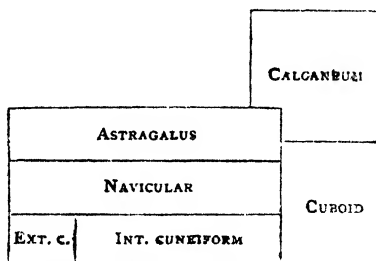 CALCANEUM
ASTRAGALUS
NAVICULAR
CUBOID
EXT. C. INT. CUNEIFORM